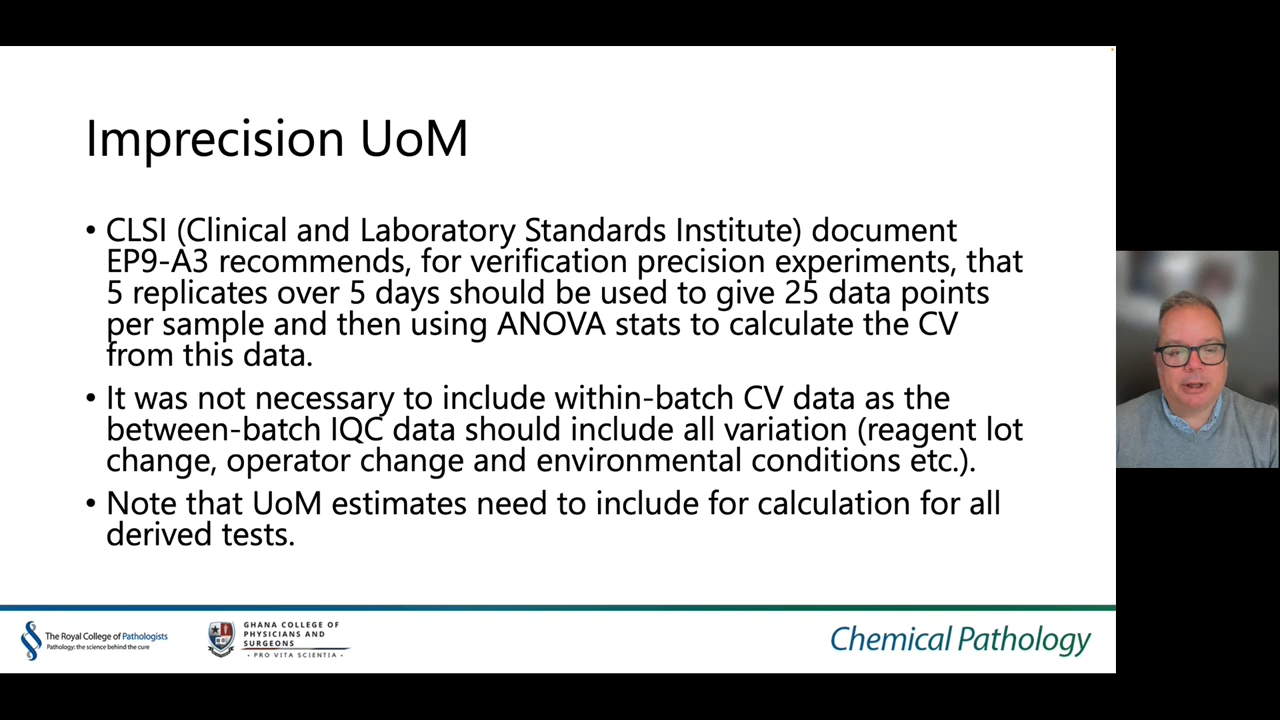 Imprecision UoM
• CLSI (Clinical and Laboratory Standards Institute) document
EP9-A3 recommends, for verification precision experiments, that
5 replicates over 5 days should be used to give 25 data points
per sample and then using ANOVA stats to calculate the CV
from this data.
• It was not necessary to include within-batch CV data as the
between-batch IQC data should include all variation (reagent lot
change, operator change and environmental conditions etc.).
• Note that UoM estimates need to include for calculation for all
derived tests.
The Royal College of Pathologists
Pathology: the science behind the cure
GHANA COLLEGE OF
PHYSICIANS AND
SURGEONS
• PRO VITA SCIENTIA •
Chemical Pathology